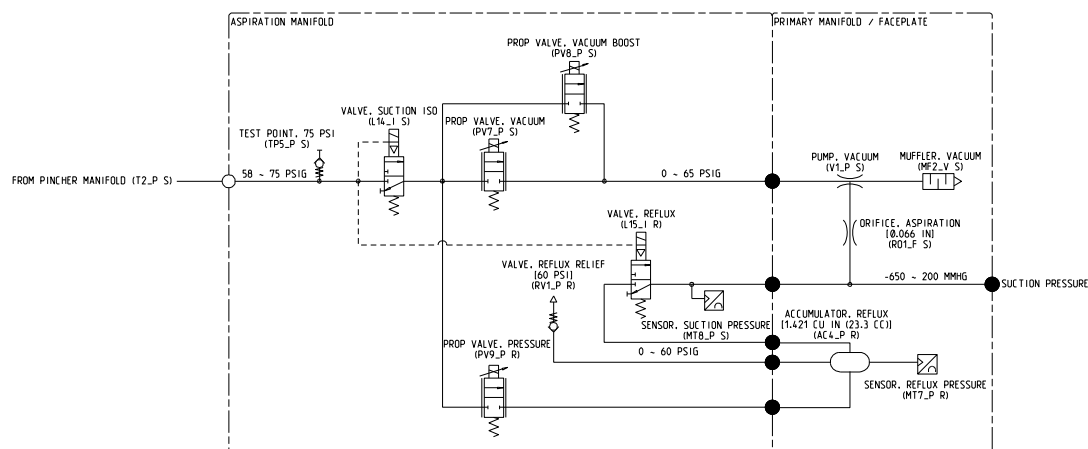 ASPIRATION MANIFOLD
PRIMARY MANIFOLD / FACEPLATE
PROP VALVE, VACUUM BOOST
(PV8_P S)
VALVE, SUCTION ISO
(L14_I S)
PROP VALVE, VACUUM
(PV7_P S)
TEST POINT, 75 PSI
(TP5_P S)
FROM PINCHER MANIFOLD (T2_P S)
58 ~ 75 PSIG
0 ~ 65 PSIG
PUMP, VACUUM
(V1_P S)
MUFFLER, VACUUM
(MF2_V S)
ORIFICE, ASPIRATION
[0.066 IN]
(RO1_F S)
VALVE, REFLUX
(L15_I R)
VALVE, REFLUX RELIEF
[60 PSI]
(RV1_P R)
-650 ~ 200 MMHG
SUCTION PRESSURE
SENSOR, SUCTION PRESSURE
(MT8_P S)
ACCUMULATOR, REFLUX
[1.421 CU IN (23.3 CC)]
(AC4_P R)
PROP VALVE, PRESSURE
(PV9_P R)
0 ~ 60 PSIG
SENSOR, REFLUX PRESSURE
(MT7_P R)